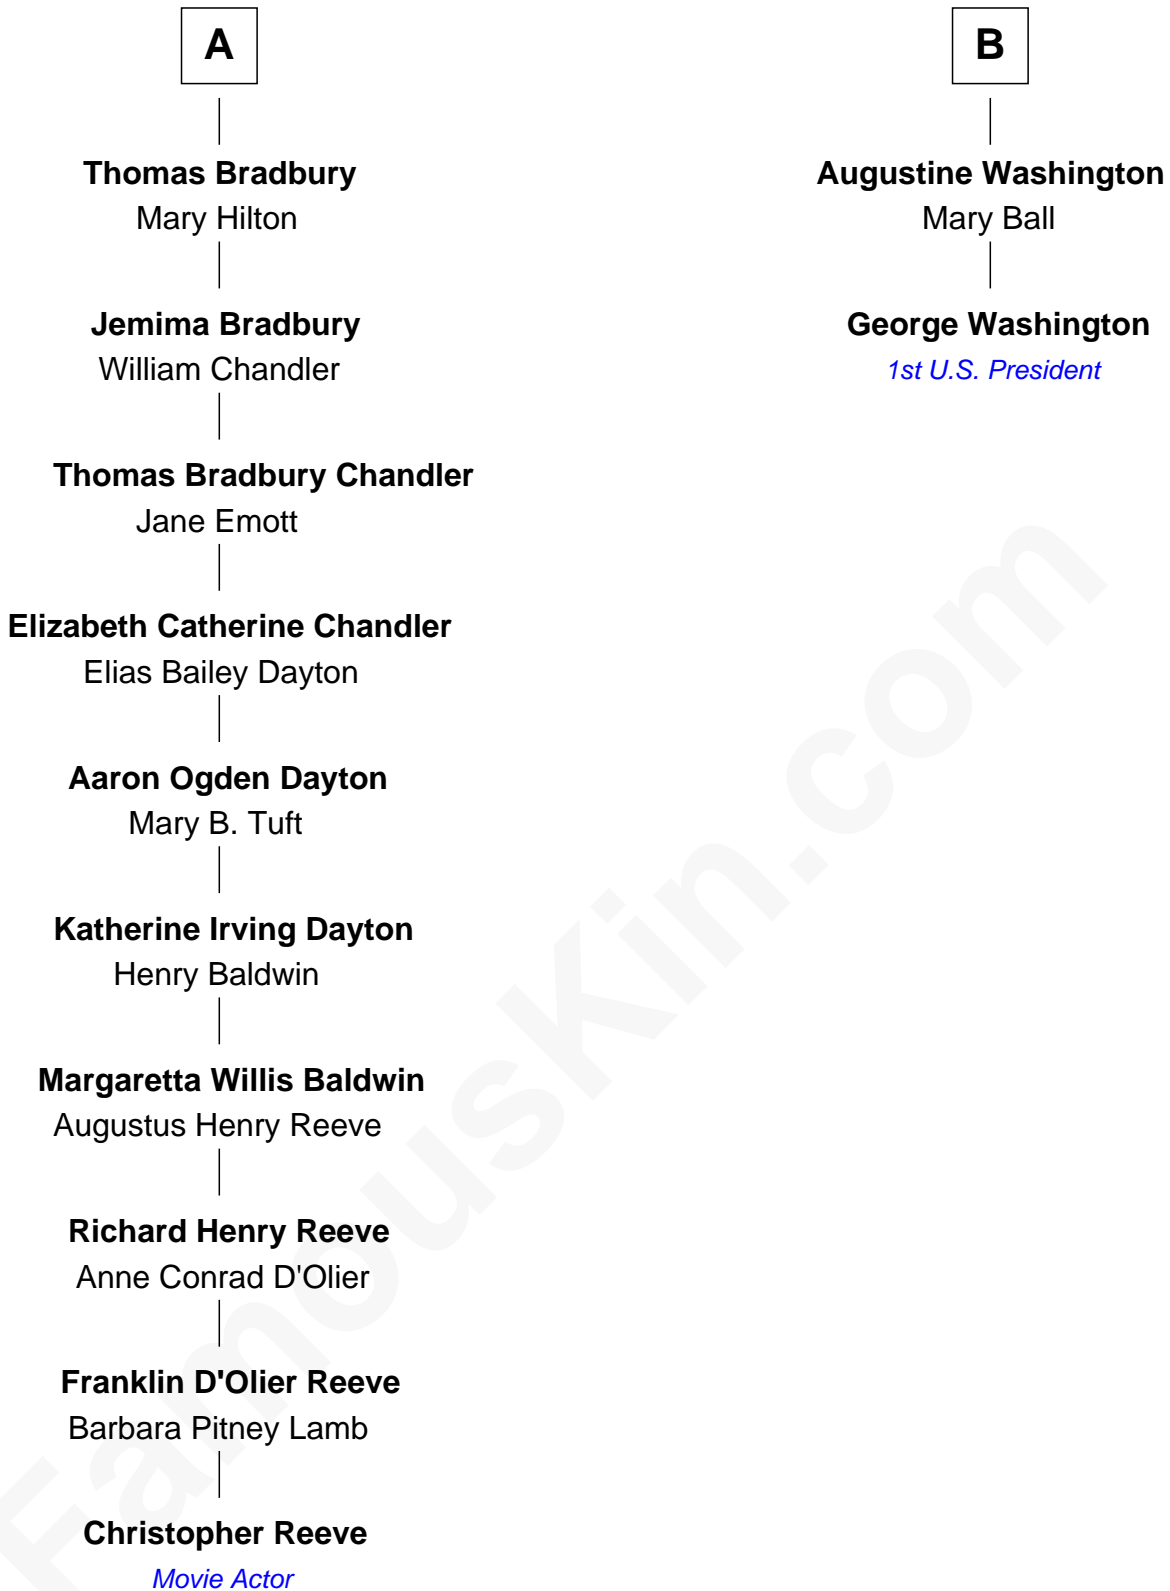 A
Thomas Bradbury
Mary Hilton
Jemima Bradbury
William Chandler
Thomas Bradbury Chandler
Jane Emott
Elizabeth Catherine Chandler
Elias Bailey Dayton
Aaron Ogden Dayton
Mary B. Tuft
Katherine Irving Dayton
Henry Baldwin
Margaretta Willis Baldwin
Augustus Henry Reeve
Richard Henry Reeve
Anne Conrad D'Olier
Franklin D'Olier Reeve
Barbara Pitney Lamb
Christopher Reeve
Movie Actor
B
Augustine Washington
Mary Ball
George Washington
1st U.S. President
FamousKin.com